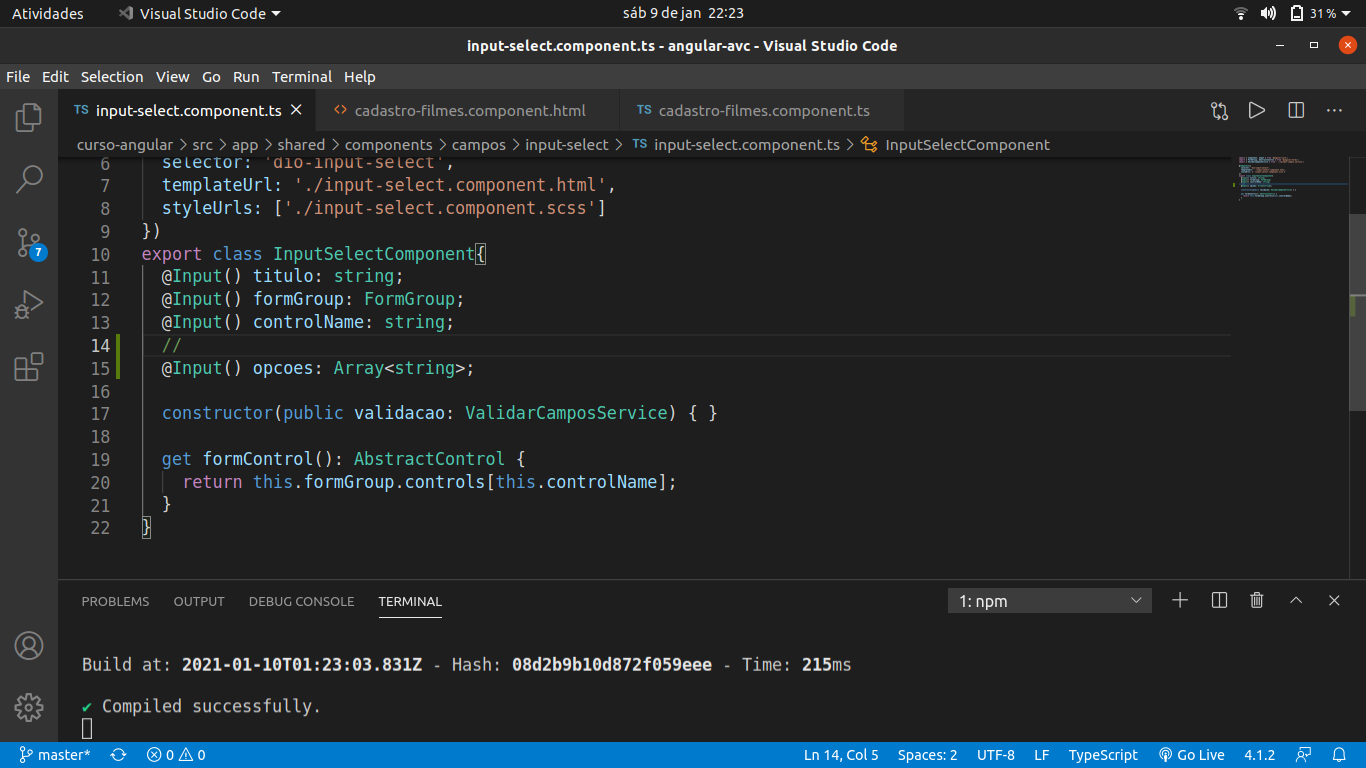 Atividades Visual Studio Code sáb 9 de jan 22:23 31 %
input-select.component.ts - angular-avc - Visual Studio Code
File Edit Selection View Go Run Terminal Help
TS input-select.component.ts cadastro-filmes.component.html TS cadastro-filmes.component.ts
curso-angular > src > app > shared > components > campos > input-select > TS input-select.component.ts > InputSelectComponent
6 selector: 'dio-input-select',
7 templateUrl: './input-select.component.html',
8 styleUrls: ['./input-select.component.scss']
9 })
10 export class InputSelectComponent{
11 @Input() titulo: string;
12 @Input() formGroup: FormGroup;
13 @Input() controlName: string;
14 //
15 @Input() opcoes: Array<string>;
16
17 constructor(public validacao: ValidarCamposService) { }
18
19 get formControl(): AbstractControl {
20 return this.formGroup.controls[this.controlName];
21 }
22 }
7
PROBLEMS OUTPUT DEBUG CONSOLE TERMINAL 1: npm
Build at: 2021-01-10T01:23:03.831Z - Hash: 08d2b9b10d872f059eee - Time: 215ms
✔ Compiled successfully.
master* 0 0 Ln 14, Col 5 Spaces: 2 UTF-8 LF TypeScript Go Live 4.1.2